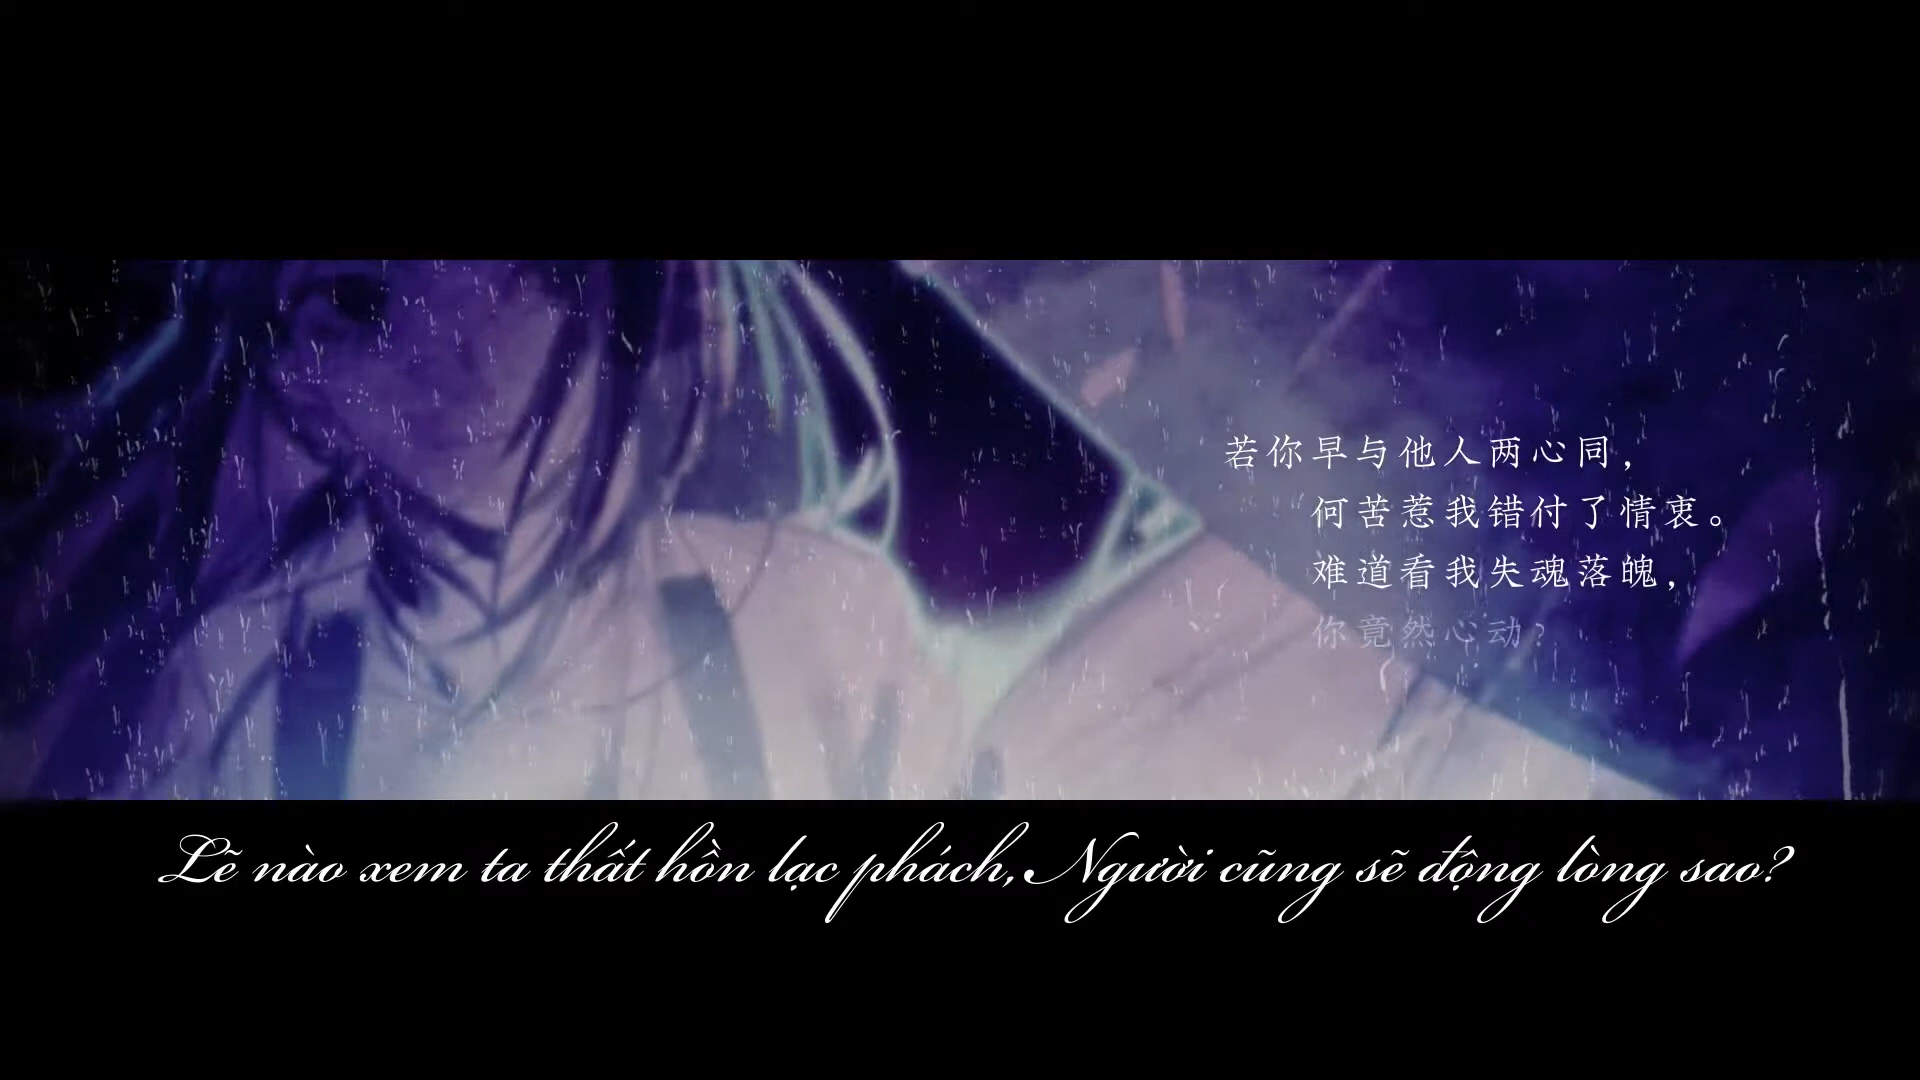 若你早与他人两心同，
何苦惹我错付了情衷。
难道看我失魂落魄，
你竟然心动？
Lẽ nào xem ta thất hồn lạc phách, Người cũng sẽ động lòng sao?